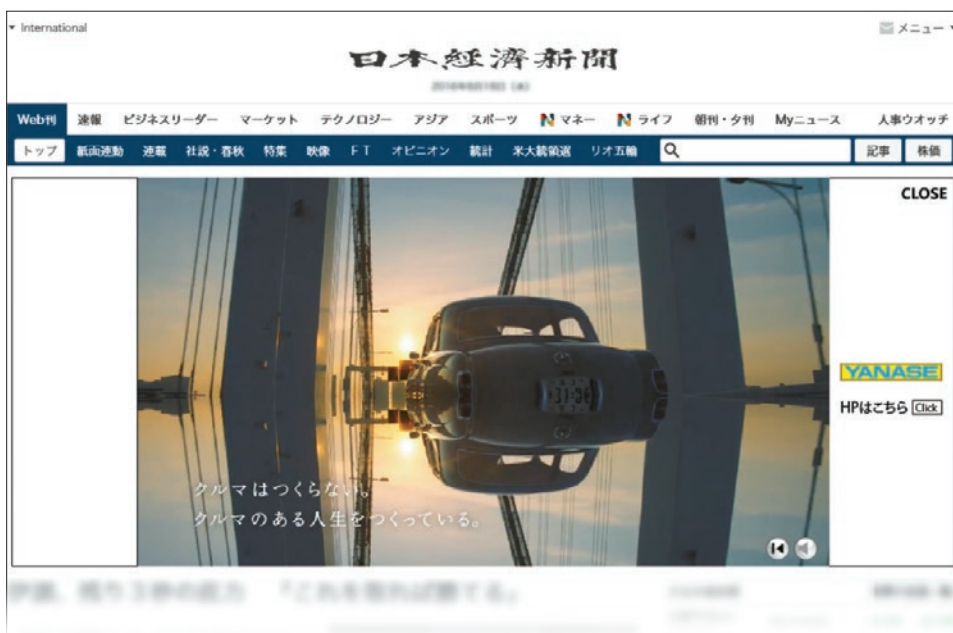 International
メニュー
日本経済新聞
Web刊 速報 ビジネスリーダー マーケット テクノロジー アジア スポーツ N マネー N ライフ 朝刊・夕刊 Myニュース 人事ウオッチ
トップ 紙面連動 連載 社説・春秋 特集 映像 FT オピニオン 統計 米大統領選 リオ五輪 記事 株価
CLOSE
YANASE
HPはこちら Click
クルマはつくらない。
クルマのある人生をつくっている。